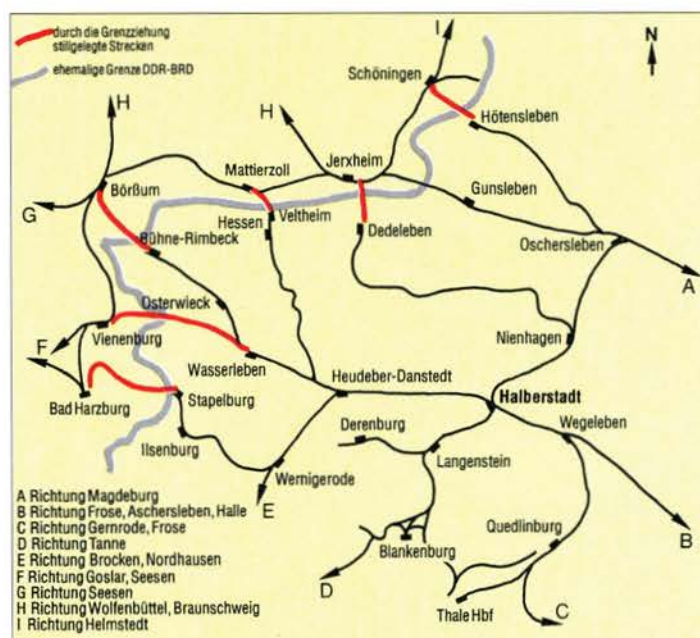 durch die Grenzziehung
stillgelegte Strecken
ehemalige Grenze DDR-BRD
I
N
Schöningen
H
H
Hötensleben
Mattierzoll
Jerxheim
Börßum
Gunsleben
G
Veltheim
Hessen
Bühne-Rimbeck
Dedeleben
Oschersleben
A
Osterwieck
Vienenburg
Nienhagen
F
Wasserleben
Heudeber-Danstedt
Halberstadt
Bad Harzburg
Stapelburg
Derenburg
Wegeleben
Ilsenburg
Langenstein
Wernigerode
E
Quedlinburg
B
Blankenburg
D
Thale Hbf
C
A Richtung Magdeburg
B Richtung Frose, Aschersleben, Halle
C Richtung Gernrode, Frose
D Richtung Tanne
E Richtung Brocken, Nordhausen
F Richtung Goslar, Seesen
G Richtung Seesen
H Richtung Wolfenbüttel, Braunschweig
I Richtung Helmstedt